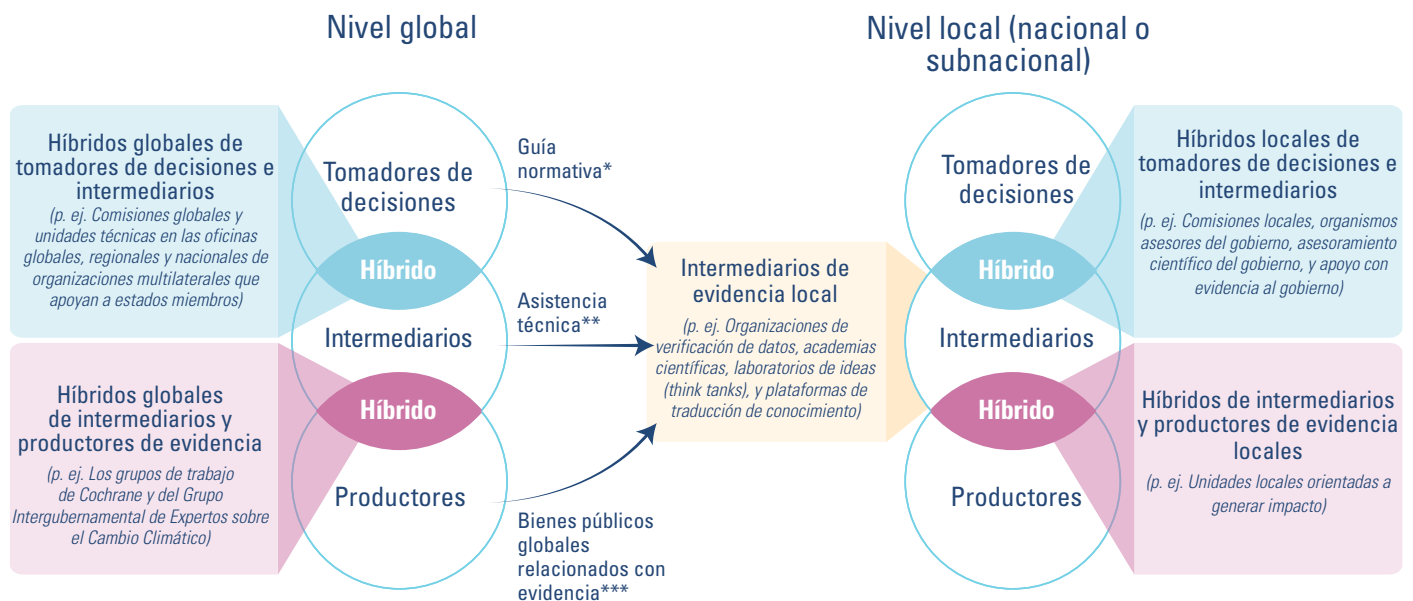 Nivel global
Nivel local (nacional o
subnacional)
Híbridos globales de
tomadores de decisiones e
intermediarios
(p. ej. Comisiones globales y
unidades técnicas en las oficinas
globales, regionales y nacionales de
organizaciones multilaterales que
apoyan a estados miembros)
Híbridos globales
de intermediarios y
productores de evidencia
(p. ej. Los grupos de trabajo
de Cochrane y del Grupo
Intergubernamental de Expertos sobre
el Cambio Climático)
Tomadores de
decisiones
Híbrido
Intermediarios
Híbrido
Productores
Guía
normativa*
Asistencia
técnica**
Bienes públicos
globales
relacionados con
evidencia***
Intermediarios de
evidencia local
(p. ej. Organizaciones de
verificación de datos, academias
científicas, laboratorios de ideas
(think tanks), y plataformas de
traducción de conocimiento)
Tomadores de
decisiones
Híbrido
Intermediarios
Híbrido
Productores
Híbridos locales de
tomadores de decisiones e
intermediarios
(p. ej. Comisiones locales, organismos
asesores del gobierno, asesoramiento
científico del gobierno, y apoyo con
evidencia al gobierno)
Híbridos de intermediarios
y productores de evidencia
locales
(p. ej. Unidades locales orientadas a
generar impacto)